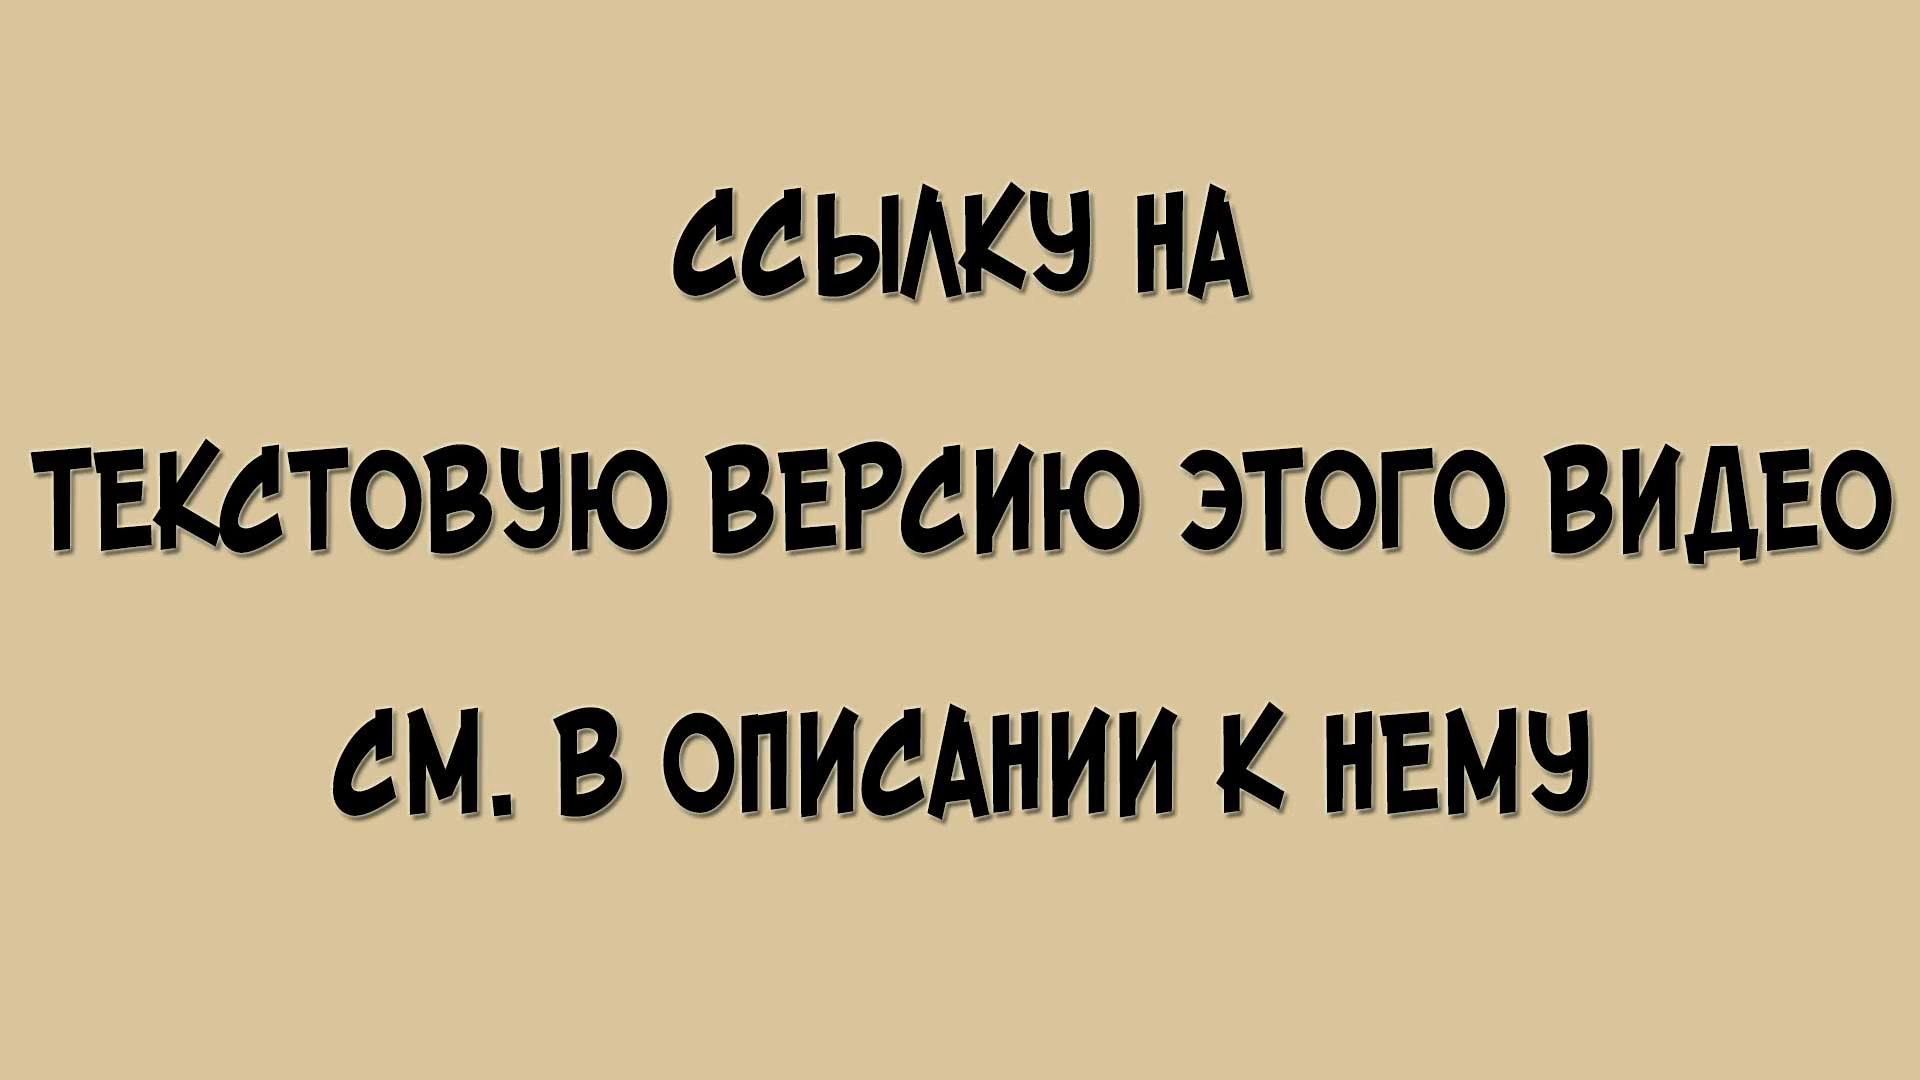 ССЫЛКУ НА
ТЕКСТОВУЮ ВЕРСИЮ ЭТОГО ВИДЕО
СМ. В ОПИСАНИИ К НЕМУ